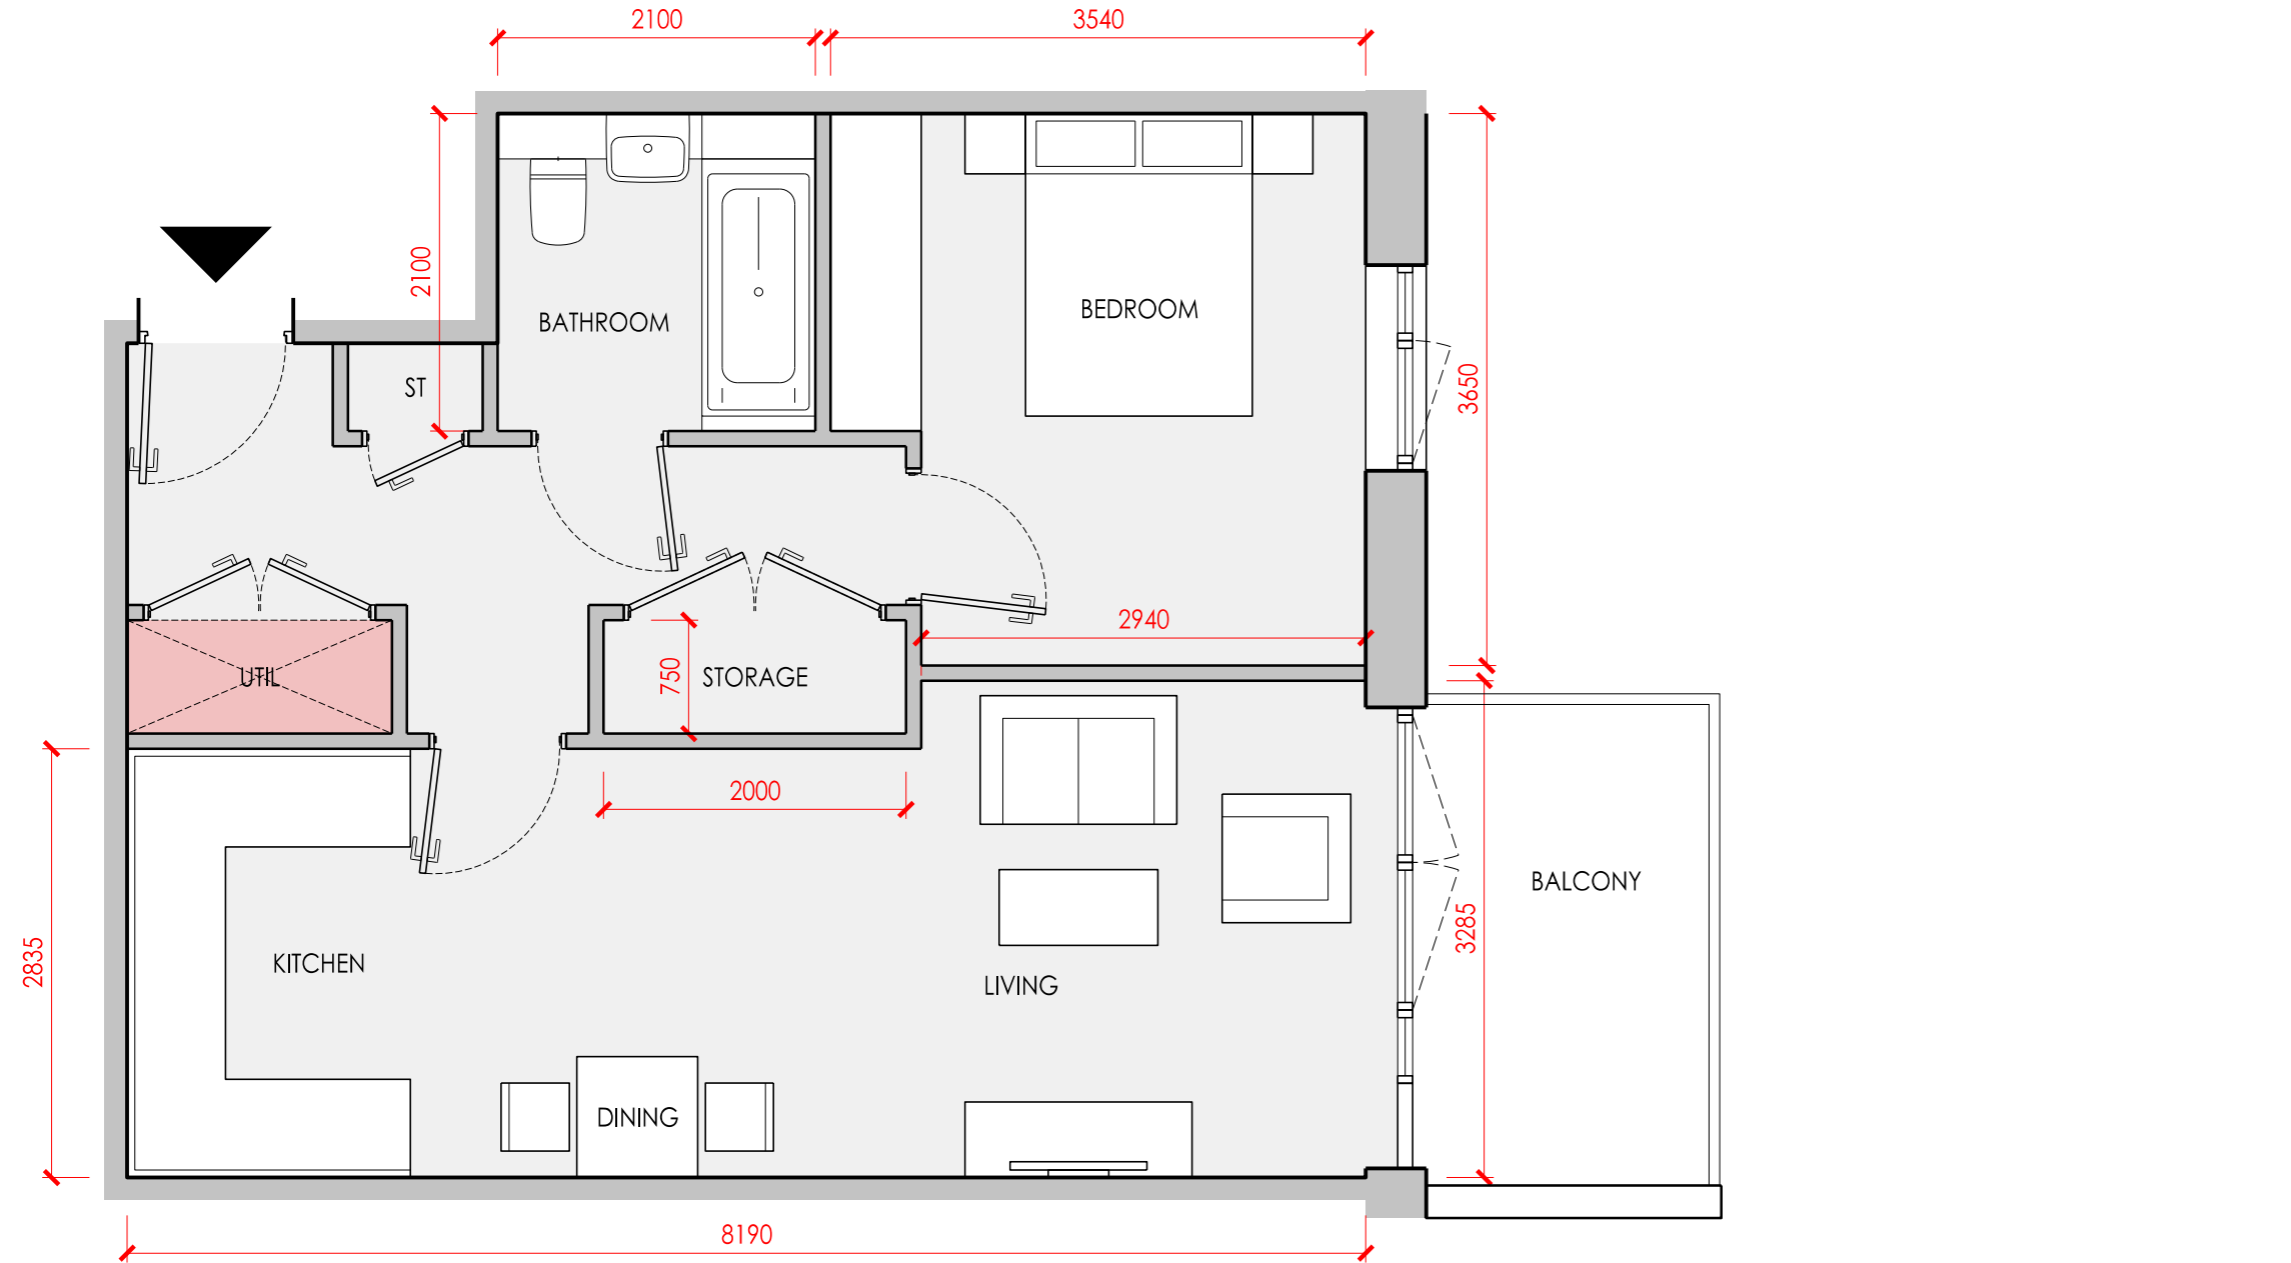 2100
3540
2100
BATHROOM
BEDROOM
ST
3650
2940
UTIL
750
STORAGE
2000
BALCONY
3285
2835
KITCHEN
LIVING
DINING
8190